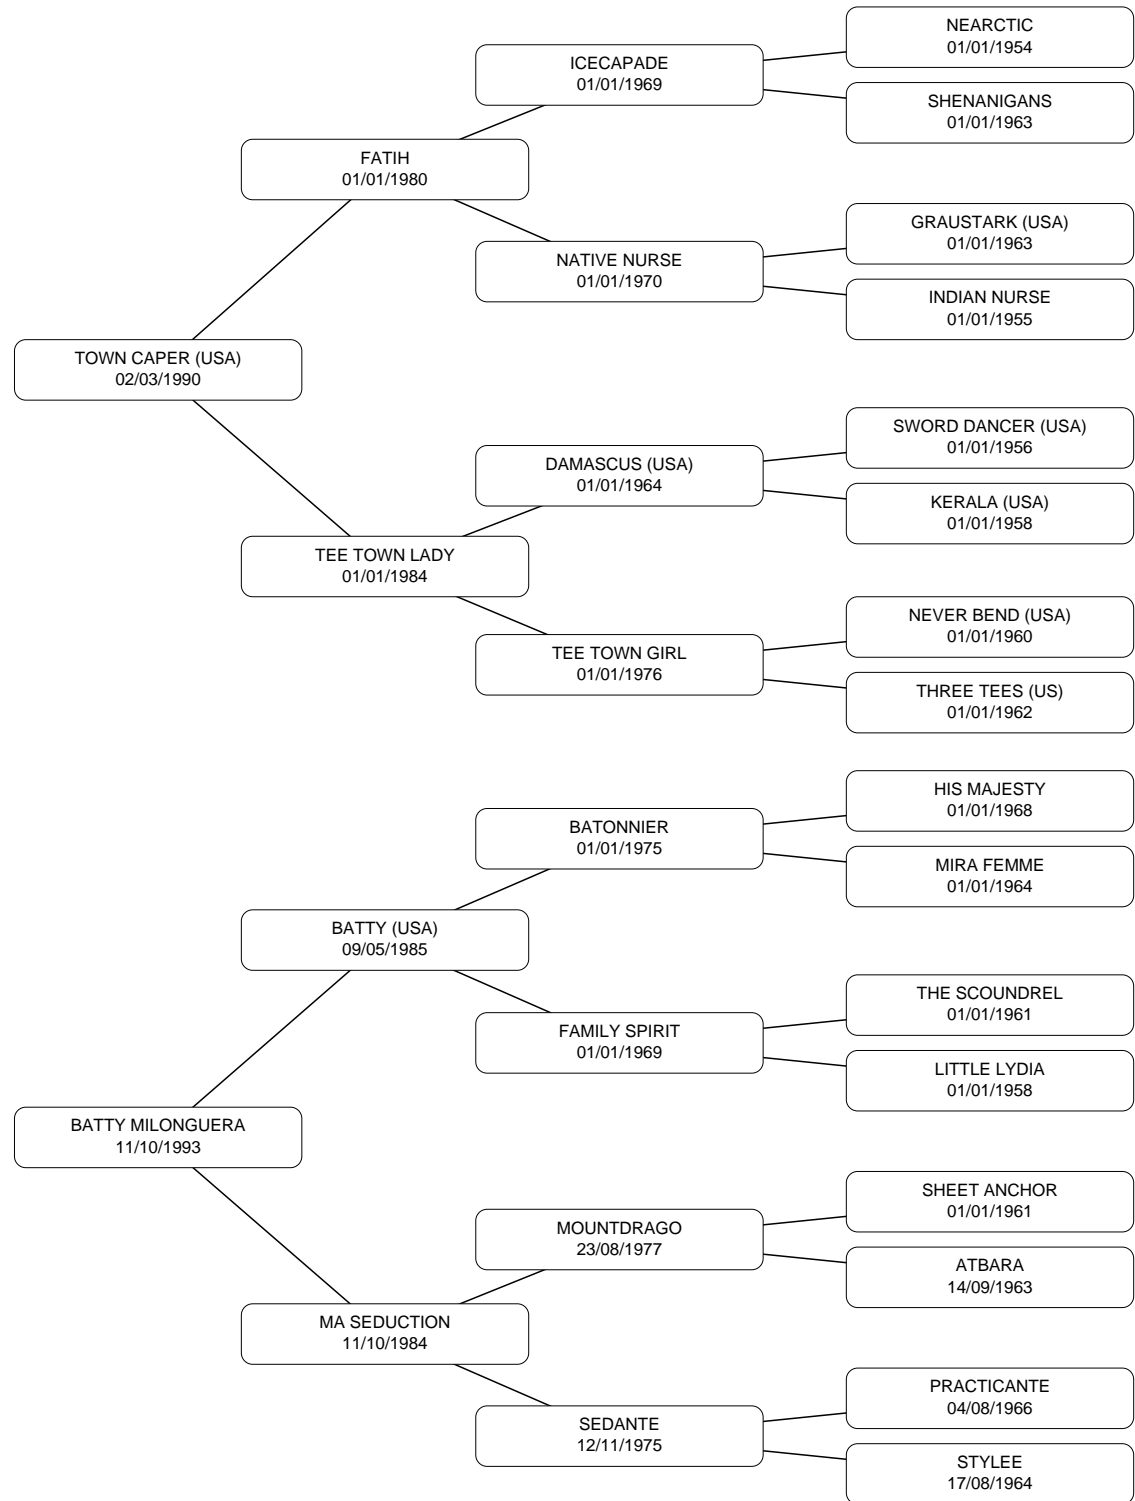 NEARCTIC
01/01/1954
ICECAPADE
01/01/1969
SHENANIGANS
01/01/1963
FATIH
01/01/1980
GRAUSTARK (USA)
01/01/1963
NATIVE NURSE
01/01/1970
INDIAN NURSE
01/01/1955
TOWN CAPER (USA)
02/03/1990
SWORD DANCER (USA)
01/01/1956
DAMASCUS (USA)
01/01/1964
KERALA (USA)
01/01/1958
TEE TOWN LADY
01/01/1984
NEVER BEND (USA)
01/01/1960
TEE TOWN GIRL
01/01/1976
THREE TEES (US)
01/01/1962
HIS MAJESTY
01/01/1968
BATONNIER
01/01/1975
MIRA FEMME
01/01/1964
BATTY (USA)
09/05/1985
THE SCOUNDREL
01/01/1961
FAMILY SPIRIT
01/01/1969
LITTLE LYDIA
01/01/1958
BATTY MILONGUERA
11/10/1993
SHEET ANCHOR
01/01/1961
MOUNTDRAGO
23/08/1977
ATBARA
14/09/1963
MA SEDUCTION
11/10/1984
PRACTICANTE
04/08/1966
SEDANTE
12/11/1975
STYLEE
17/08/1964